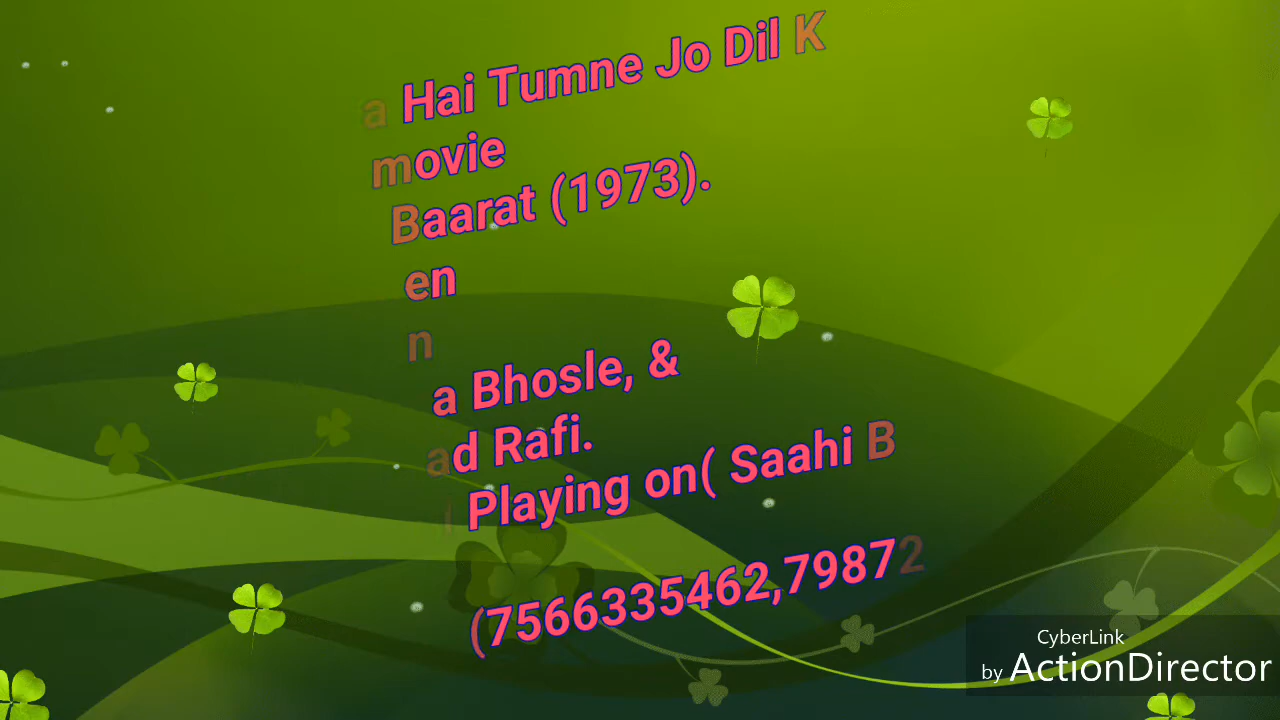 a Hai Tumne Jo Dil K
movie
Baarat (1973).
en
n
a Bhosle, &
ad Rafi.
l Playing on( Saahi B
(7566335462,79872
CyberLink
by ActionDirector